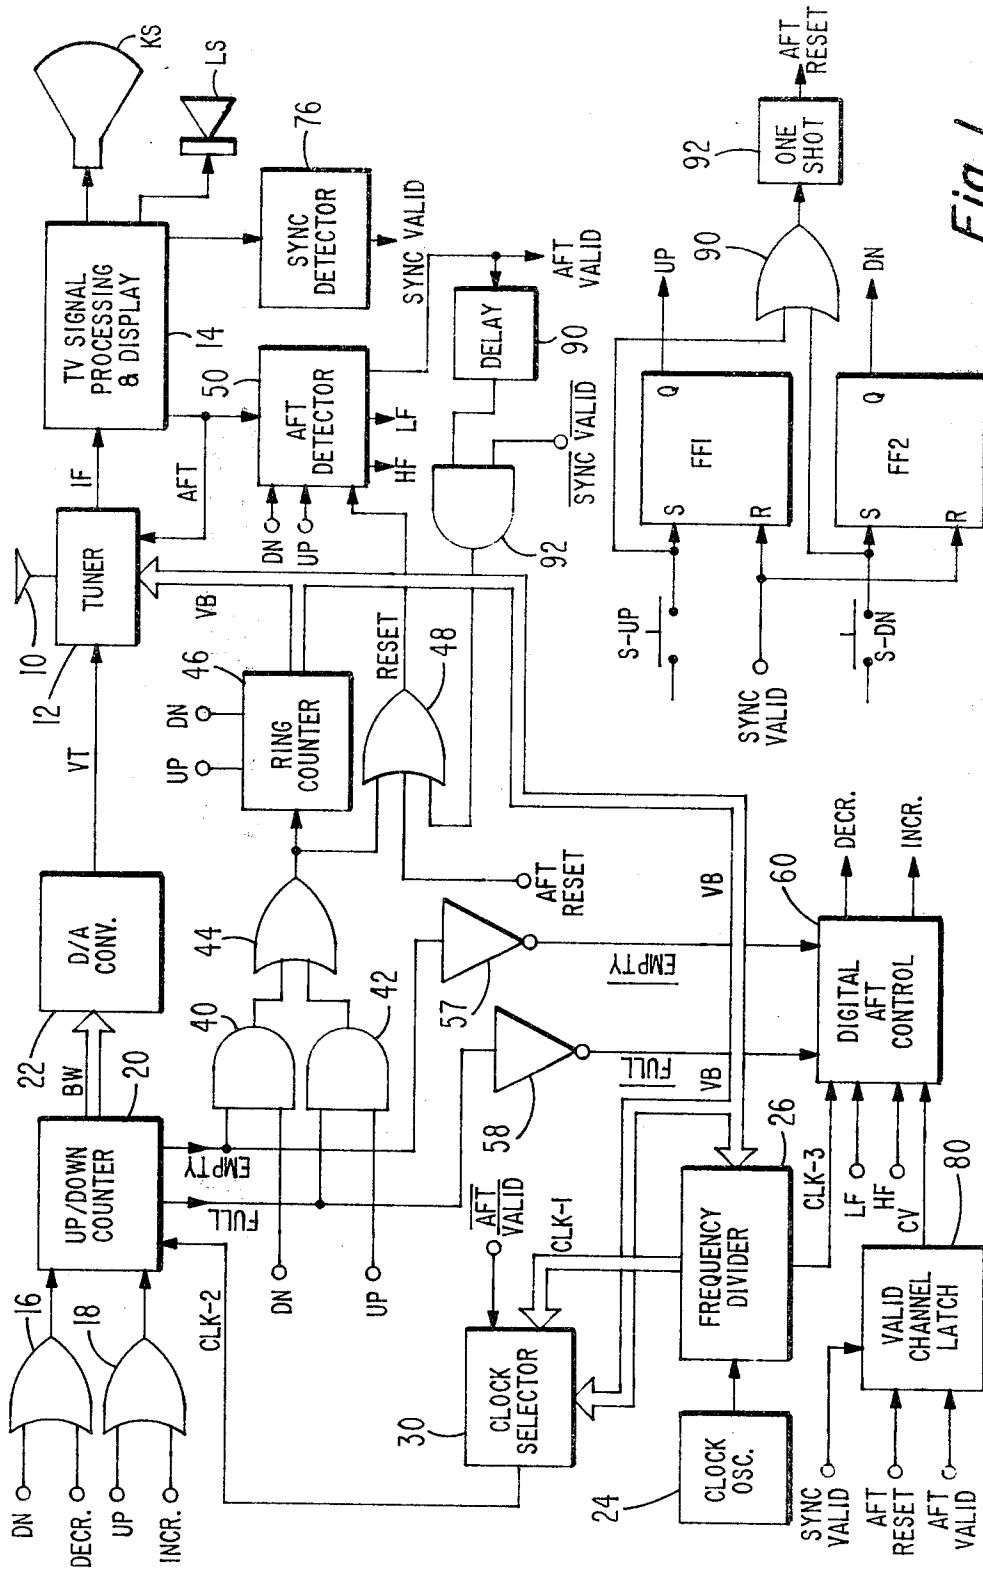 DN
DECR.
UP
INCR.
16
18
UP/DOWN
COUNTER
20
BW
22
D/A
CONV.
VT
10
12
TUNER
IF
TV SIGNAL
PROCESSING
& DISPLAY
14
KS
LS
AFT
VB
CLK-2
EMPTY
FULL
40
42
44
DN
UP
46
UP
DN
RING
COUNTER
RESET
48
DN
UP
50
AFT
DETECTOR
HF
LF
SYNC
DETECTOR
76
SYNC VALID
AFT
VALID
DELAY
90
92
SYNC VALID
AFT
RESET
57
58
EMPTY
FULL
VB
VB
AFT
VALID
CLK-1
30
CLOCK
SELECTOR
24
CLOCK
OSC.
FREQUENCY
DIVIDER
26
CLK-3
LF
HF
CV
DIGITAL
AFT
CONTROL
60
DECR.
INCR.
SYNC
VALID
AFT
RESET
AFT
VALID
VALID
CHANNEL
LATCH
80
S-UP
SYNC
VALID
S-DN
S
R
Q
FF1
UP
S
R
Q
FF2
DN
90
92
ONE
SHOT
AFT
RESET
Fig. 1